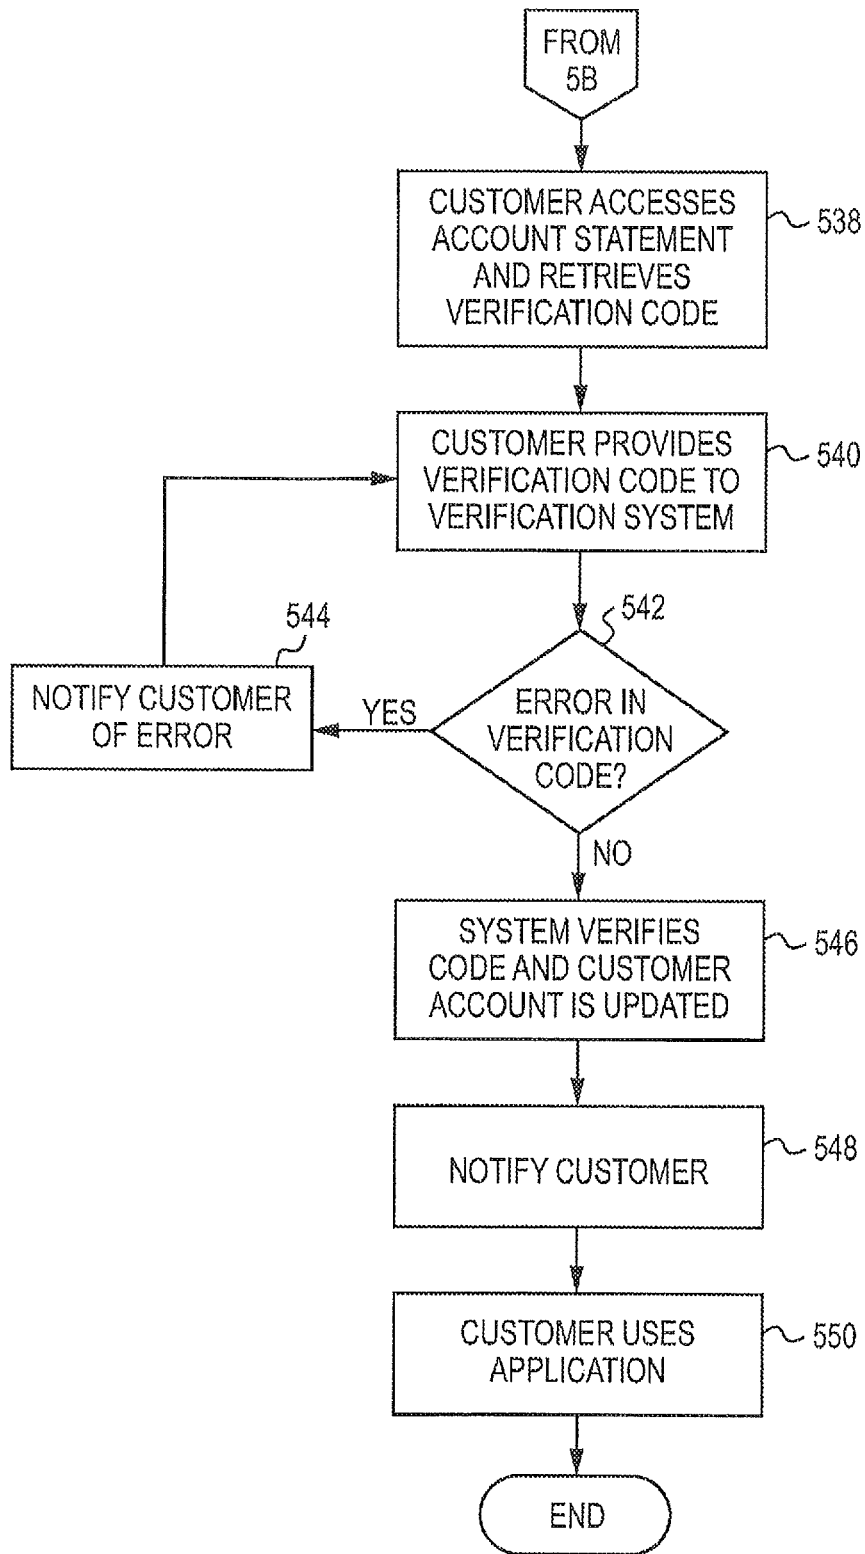 FROM
5B
CUSTOMER ACCESSES
ACCOUNT STATEMENT
AND RETRIEVES
VERIFICATION CODE
538
CUSTOMER PROVIDES
VERIFICATION CODE TO
VERIFICATION SYSTEM
540
542
ERROR IN
VERIFICATION
CODE?
YES
544
NOTIFY CUSTOMER
OF ERROR
NO
SYSTEM VERIFIES
CODE AND CUSTOMER
ACCOUNT IS UPDATED
546
NOTIFY CUSTOMER
548
CUSTOMER USES
APPLICATION
550
END